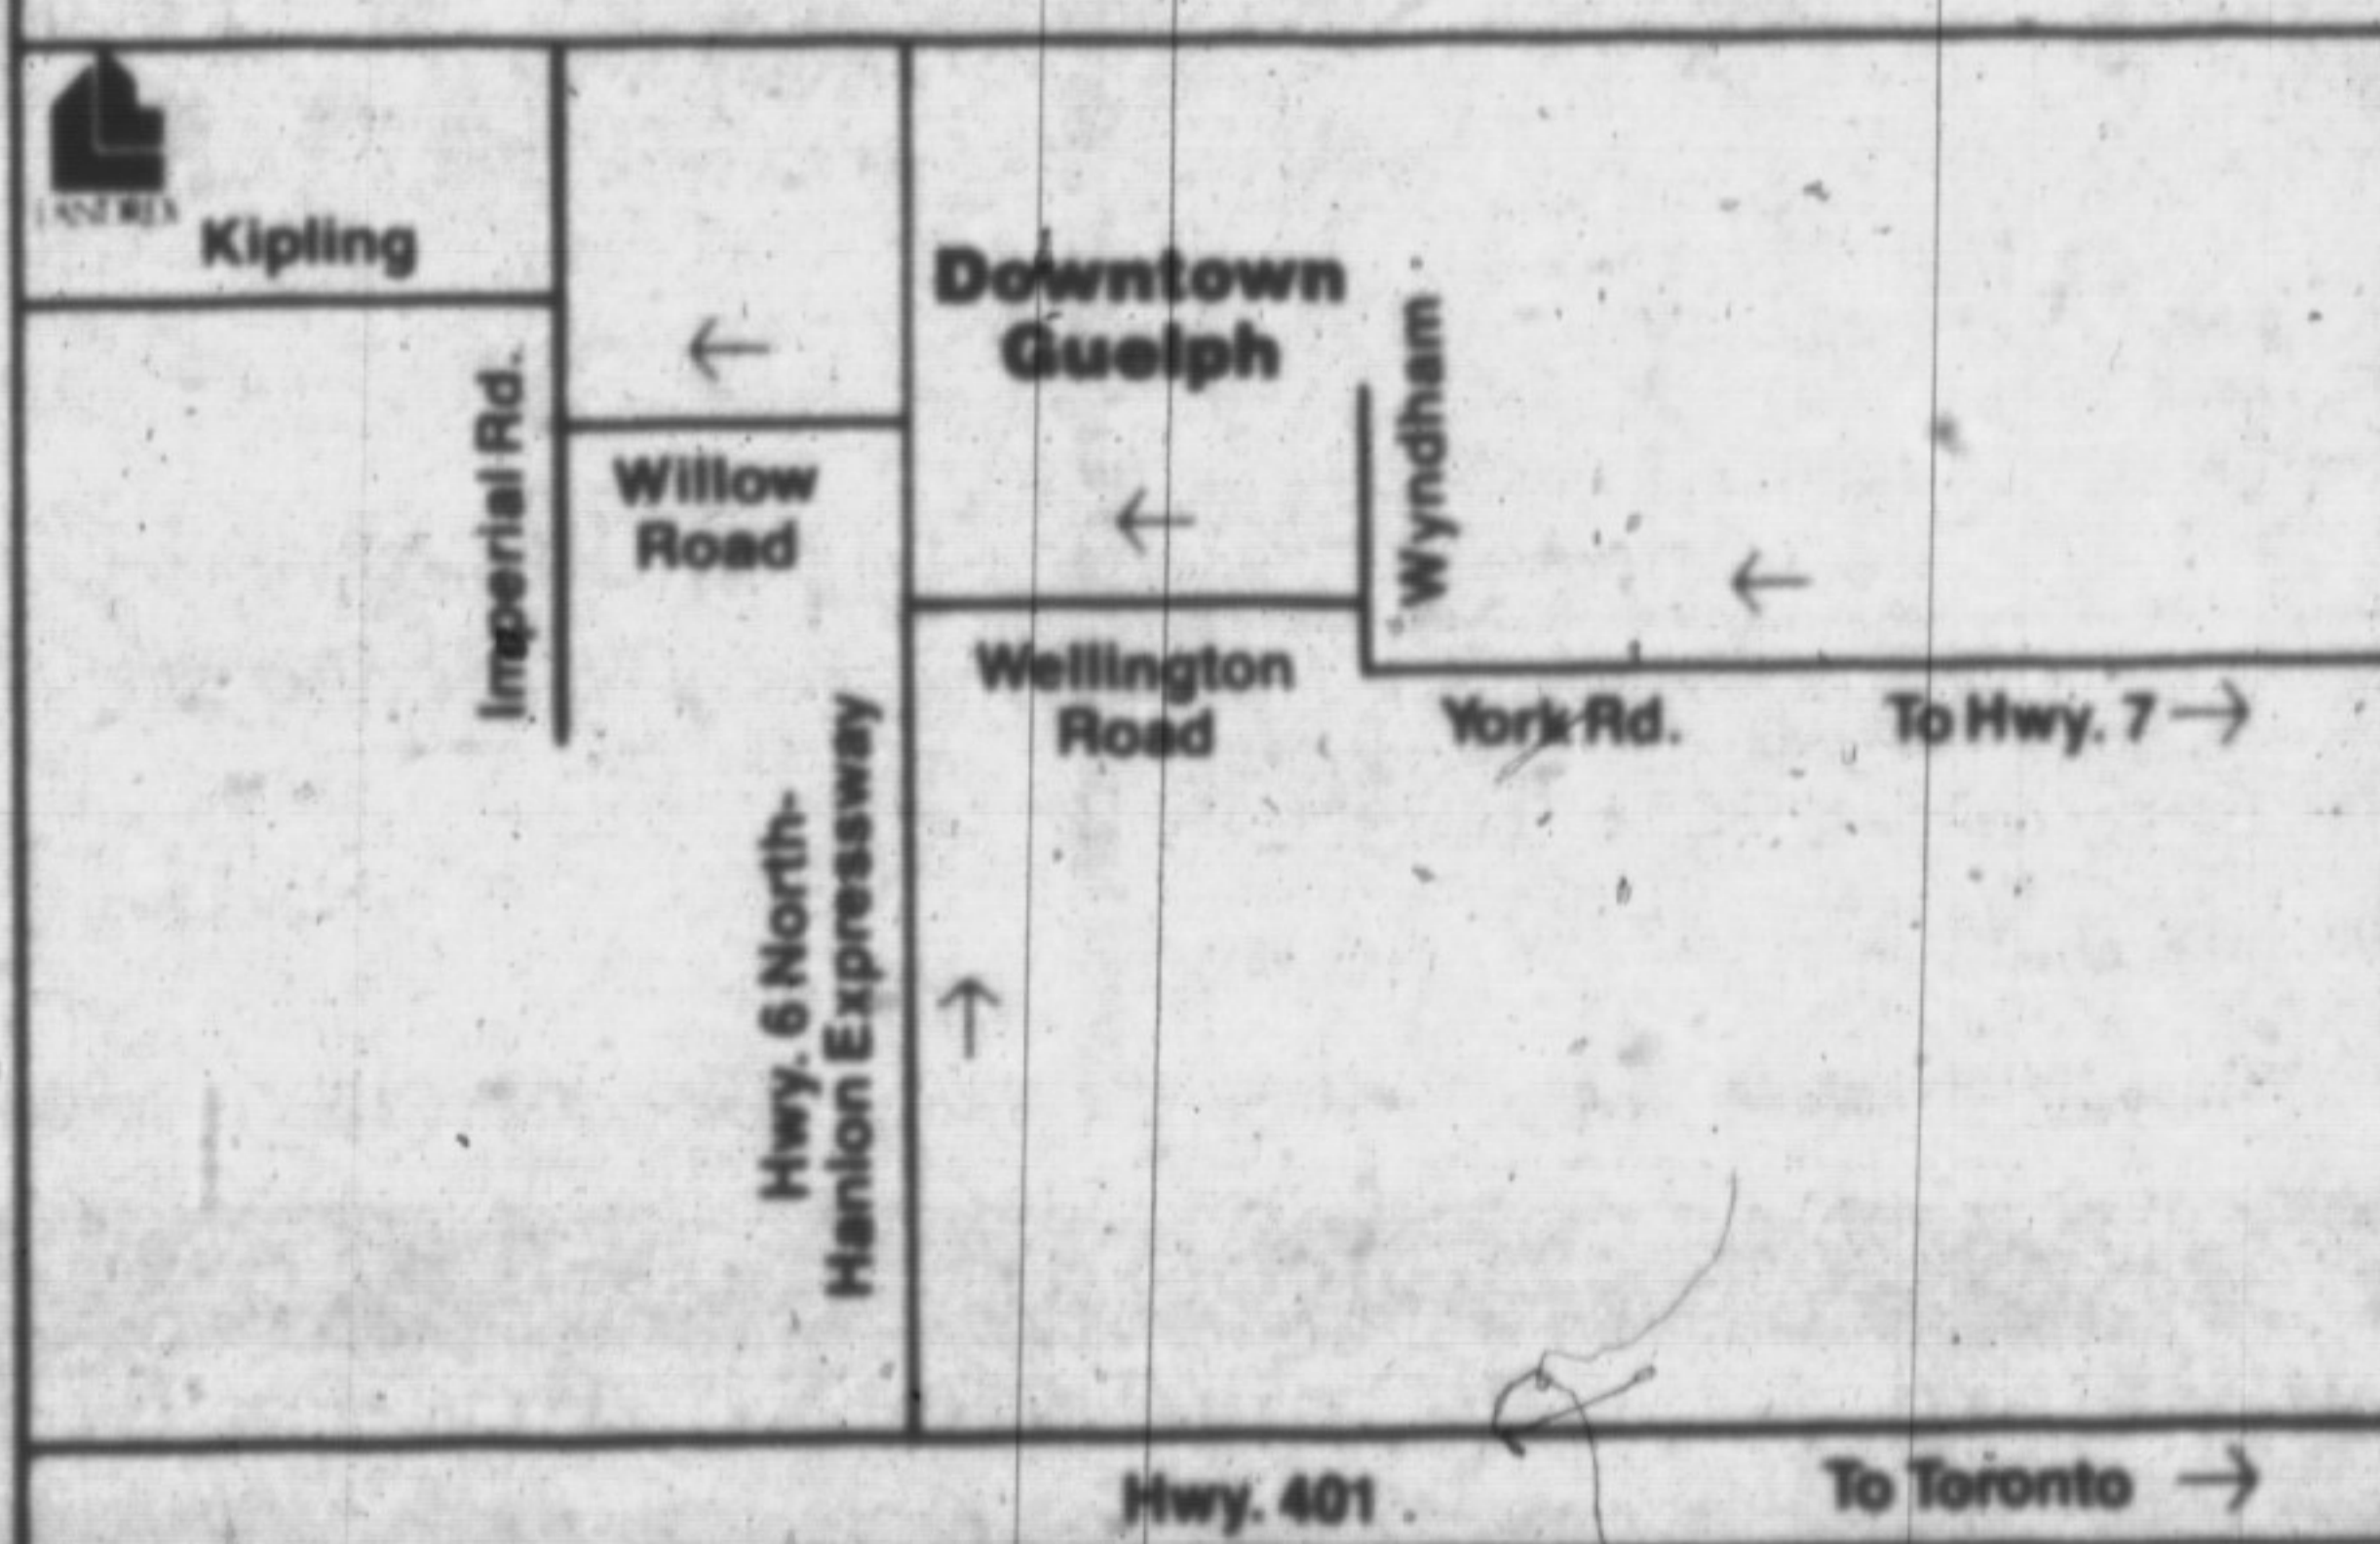 Kipling
Downtown
Guelph
Imperial Rd.
Willow
Road
Wyndham
Wellington
Road
York Rd.
To Hwy. 7
Hwy. 6 North-
Hanlon Expressway
Hwy. 401
To Toronto